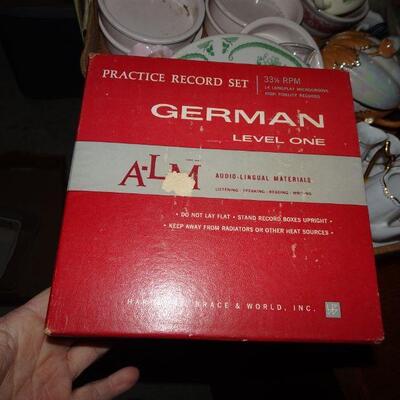 PRACTICE RECORD SET
33⅓ RPM
14 LONGPLAY MICROGROOVE
HIGH FIDELITY RECORDS
GERMAN
LEVEL ONE
A-LM
AUDIO-LINGUAL MATERIALS
LISTENING · SPEAKING · READING · WRITING
• DO NOT LAY FLAT • STAND RECORD BOXES UPRIGHT •
• KEEP AWAY FROM RADIATORS OR OTHER HEAT SOURCES •
BRACE & WORLD, INC.